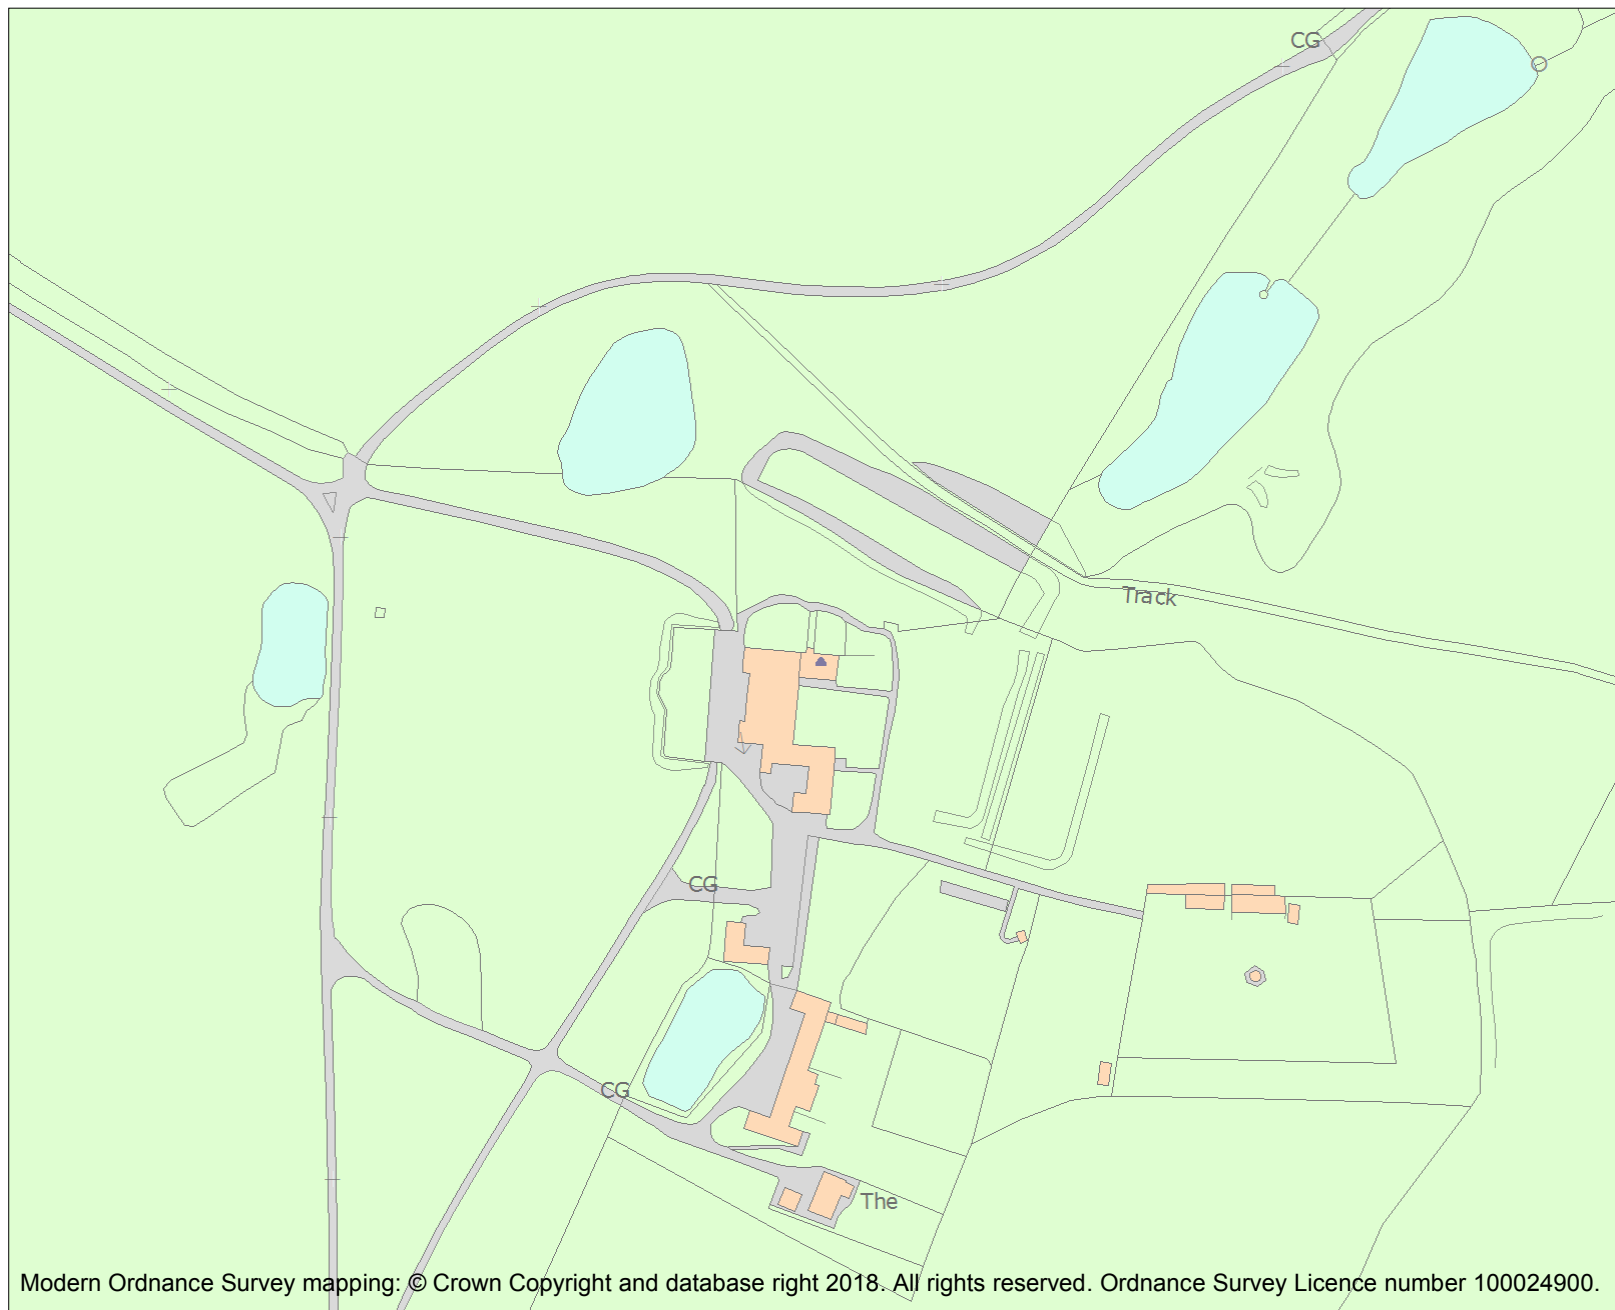 CG
Track
CG
CG
The
Modern Ordnance Survey mapping: © Crown Copyright and database right 2018. All rights reserved. Ordnance Survey Licence number 100024900.